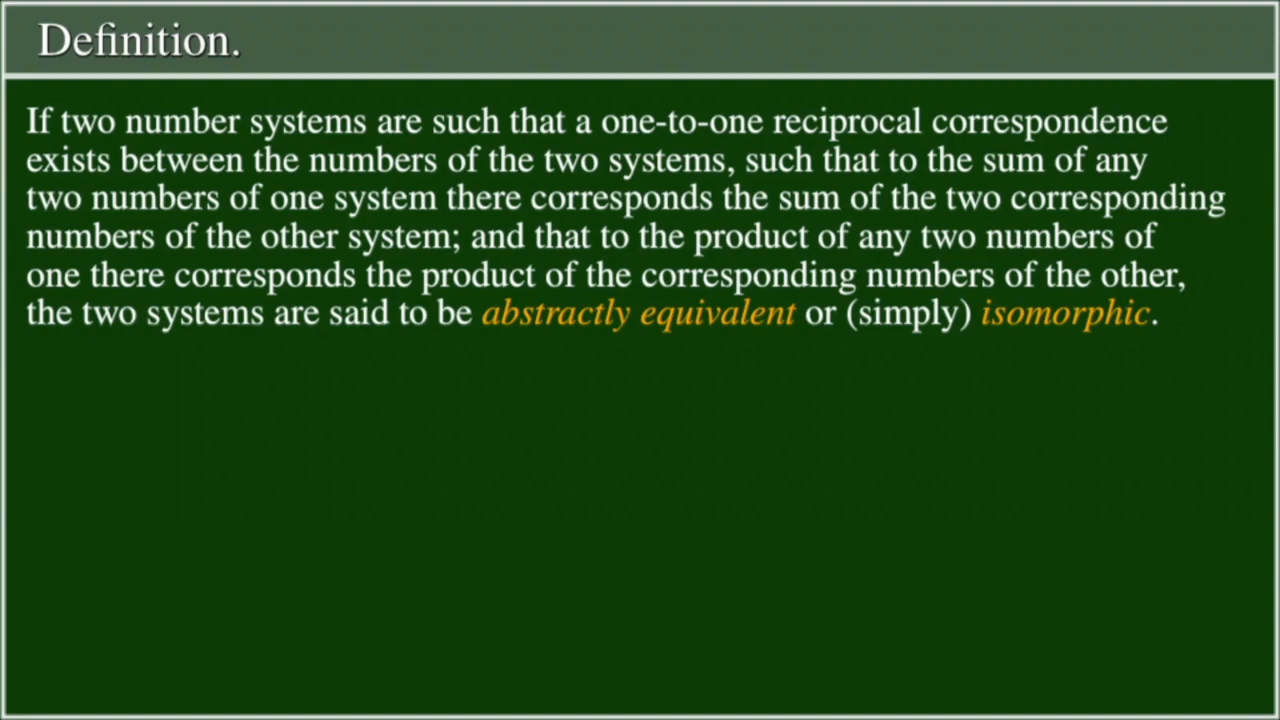 Definition.
If two number systems are such that a one-to-one reciprocal correspondence
exists between the numbers of the two systems, such that to the sum of any
two numbers of one system there corresponds the sum of the two corresponding
numbers of the other system; and that to the product of any two numbers of
one there corresponds the product of the corresponding numbers of the other,
the two systems are said to be abstractly equivalent or (simply) isomorphic.